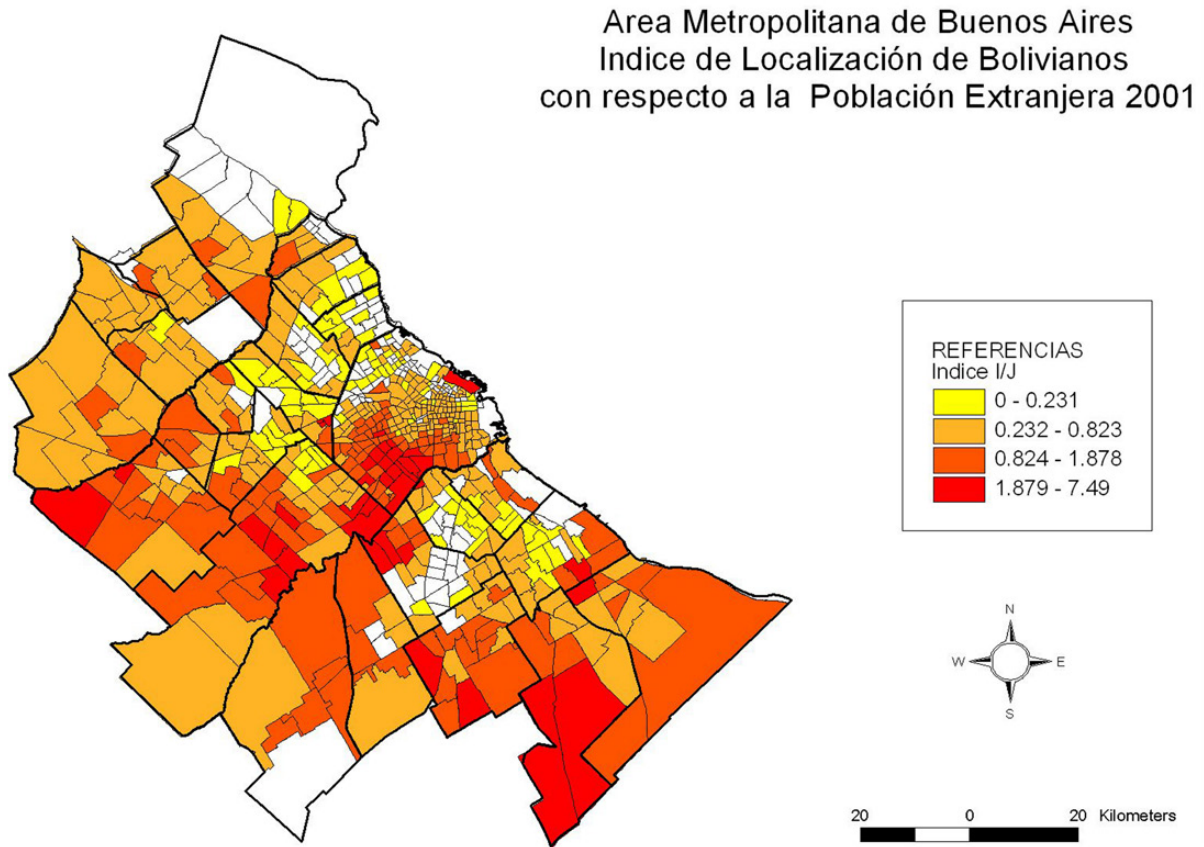 Area Metropolitana de Buenos Aires
Indice de Localización de Bolivianos
con respecto a la Población Extranjera 2001
REFERENCIAS
Indice I/J
0 - 0.231
0.232 - 0.823
0.824 - 1.878
1.879 - 7.49
N
W E
S
20 0 20 Kilometers